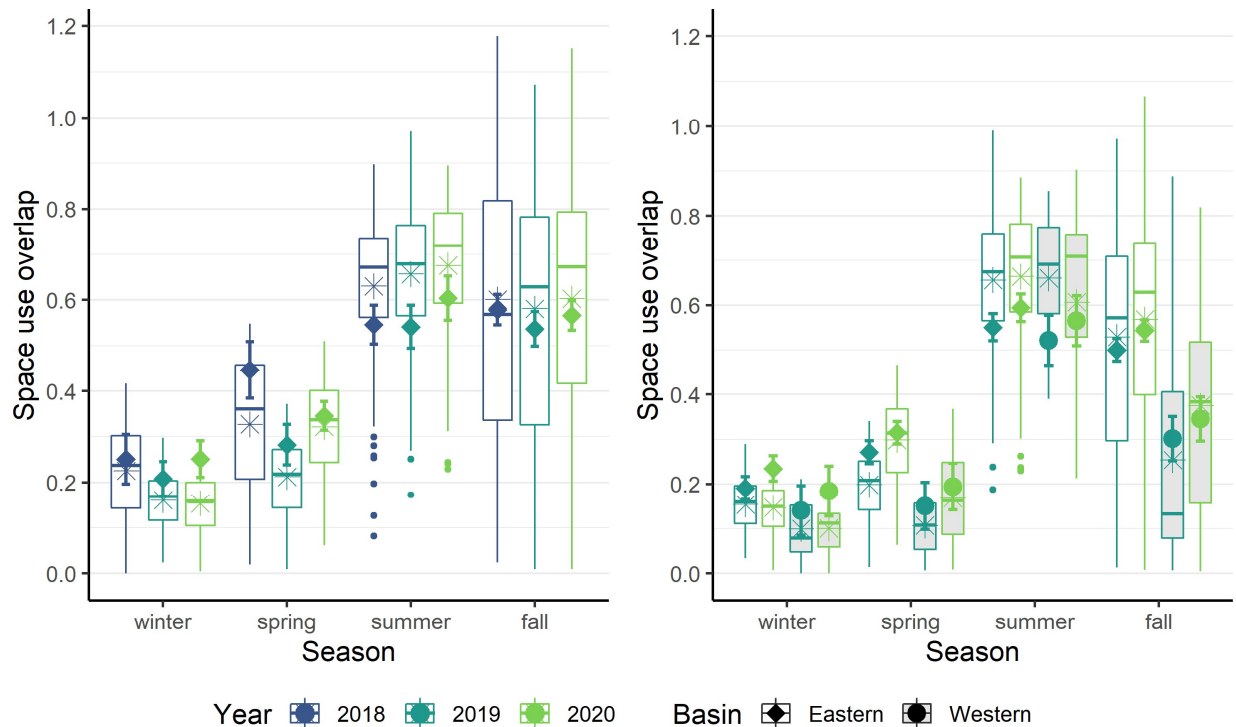 Space use overlap
1.2
1.0
0.8
0.6
0.4
0.2
0.0
winter spring summer fall
Season
Space use overlap
1.2
1.0
0.8
0.6
0.4
0.2
0.0
winter spring summer fall
Season
Year 2018 2019 2020 Basin Eastern Western